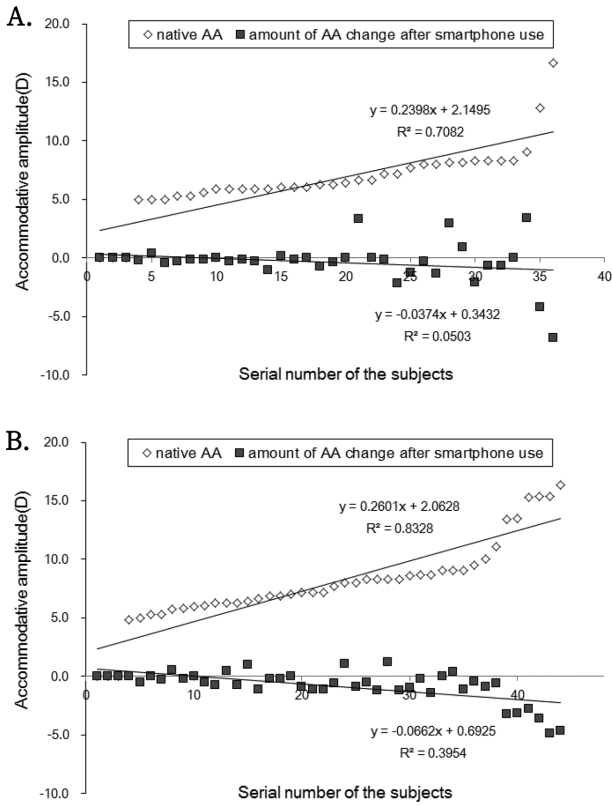 A.
20.0
native AA amount of AA change after smartphone use
15.0
y = 0.2398x + 2.1495
R² = 0.7082
10.0
5.0
0.0
0 5 10 15 20 25 30 35 40
y = -0.0374x + 0.3432
R² = 0.0503
-5.0
-10.0
Accommodative amplitude(D)
Serial number of the subjects
B.
20.0
native AA amount of AA change after smartphone use
15.0
y = 0.2601x + 2.0628
R² = 0.8328
10.0
5.0
0.0
0 10 20 30 40
y = -0.0662x + 0.6925
R² = 0.3954
-5.0
-10.0
Accommodative amplitude(D)
Serial number of the subjects